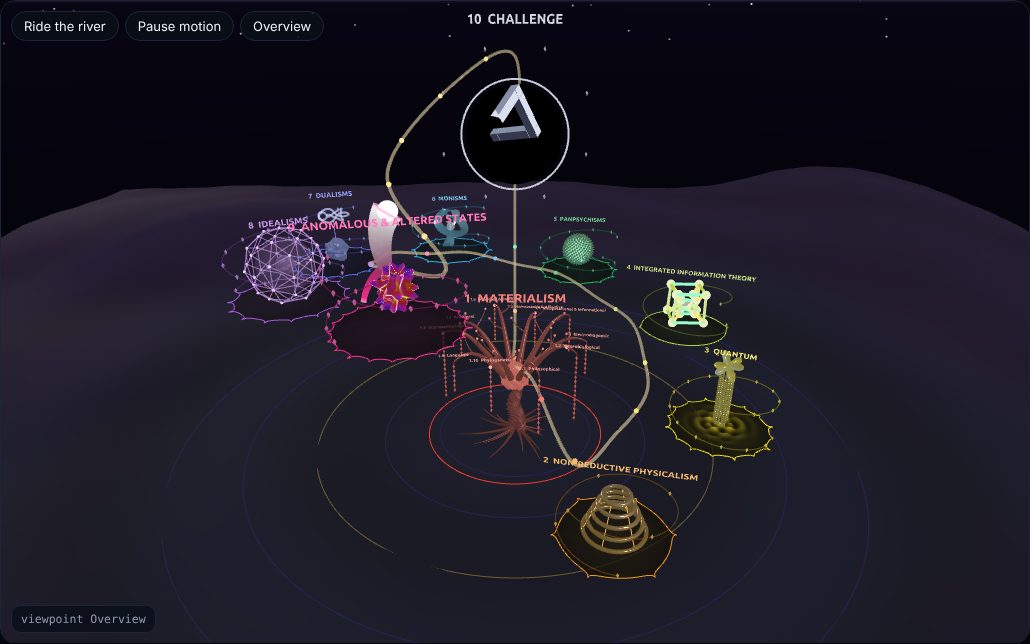 Ride the river
Pause motion
Overview
10 CHALLENGE
7 DUALISMS
6 MONISMS
8 IDEALISMS
9 ANOMALOUS & ALTERED STATES
5 PANPSYCHISMS
4 INTEGRATED INFORMATION THEORY
1 MATERIALISM
3 QUANTUM
2 NONREDUCTIVE PHYSICALISM
viewpoint Overview